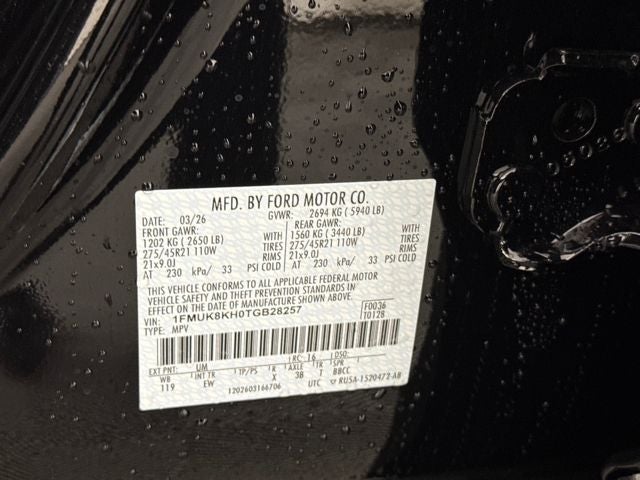 MFD. BY FORD MOTOR CO.
DATE: 03/26 GVWR: 2694 KG ( 5940 LB)
FRONT GAWR: REAR GAWR:
1202 KG ( 2650 LB) 1560 KG ( 3440 LB)
275/45R21 110W TIRES 275/45R21 110W TIRES
21x9.0J RIMS 21x9.0J RIMS
AT 230 kPa/ 33 PSI COLD AT 230 kPa/ 33 PSI COLD
THIS VEHICLE CONFORMS TO ALL APPLICABLE FEDERAL MOTOR
VEHICLE SAFETY AND THEFT PREVENTION STANDARDS IN
EFFECT ON THE DATE OF MANUFACTURE SHOWN ABOVE.
VIN: 1FMUK8KH0TGB28257 F0036
TYPE: MPV T0128
EXT PNT: UM RC: 16 DSO:
WB INT TR TP/PS R AXLE TR SPR
119 EW X 3B T BBCC
1202603166706 UTC RU5A-1520472-AB